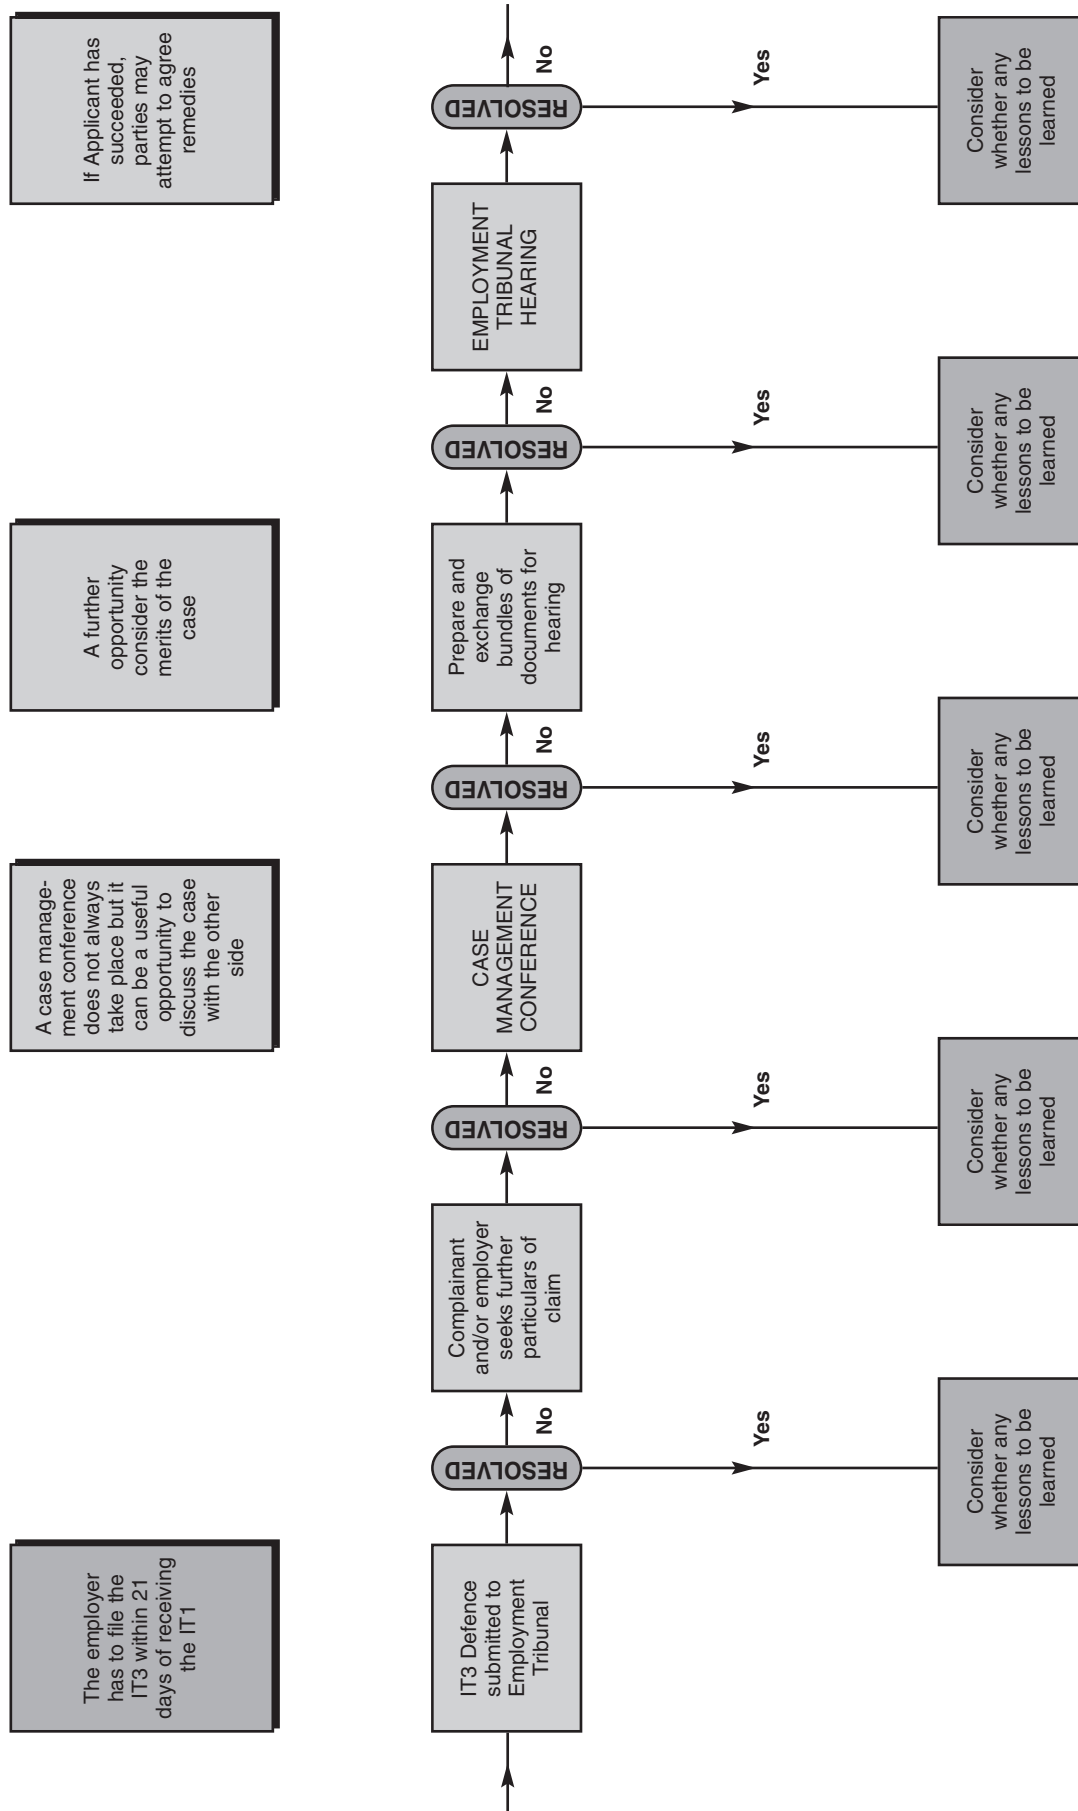 The employer
has to file the
IT3 within 21
days of receiving
the IT1
A case manage-
ment conference
does not always
take place but it
can be a useful
opportunity to
discuss the case
with the other
side
A further
opportunity
consider the
merits of the
case
If Applicant has
succeeded,
parties may
attempt to agree
remedies
IT3 Defence
submitted to
Employment
Tribunal
RESOLVED
No
Complainant
and/or employer
seeks further
particulars of
claim
RESOLVED
No
CASE
MANAGEMENT
CONFERENCE
RESOLVED
No
Prepare and
exchange
bundles of
documents for
hearing
RESOLVED
No
EMPLOYMENT
TRIBUNAL
HEARING
RESOLVED
No
Yes
Yes
Yes
Yes
Yes
Consider
whether any
lessons to be
learned
Consider
whether any
lessons to be
learned
Consider
whether any
lessons to be
learned
Consider
whether any
lessons to be
learned
Consider
whether any
lessons to be
learned